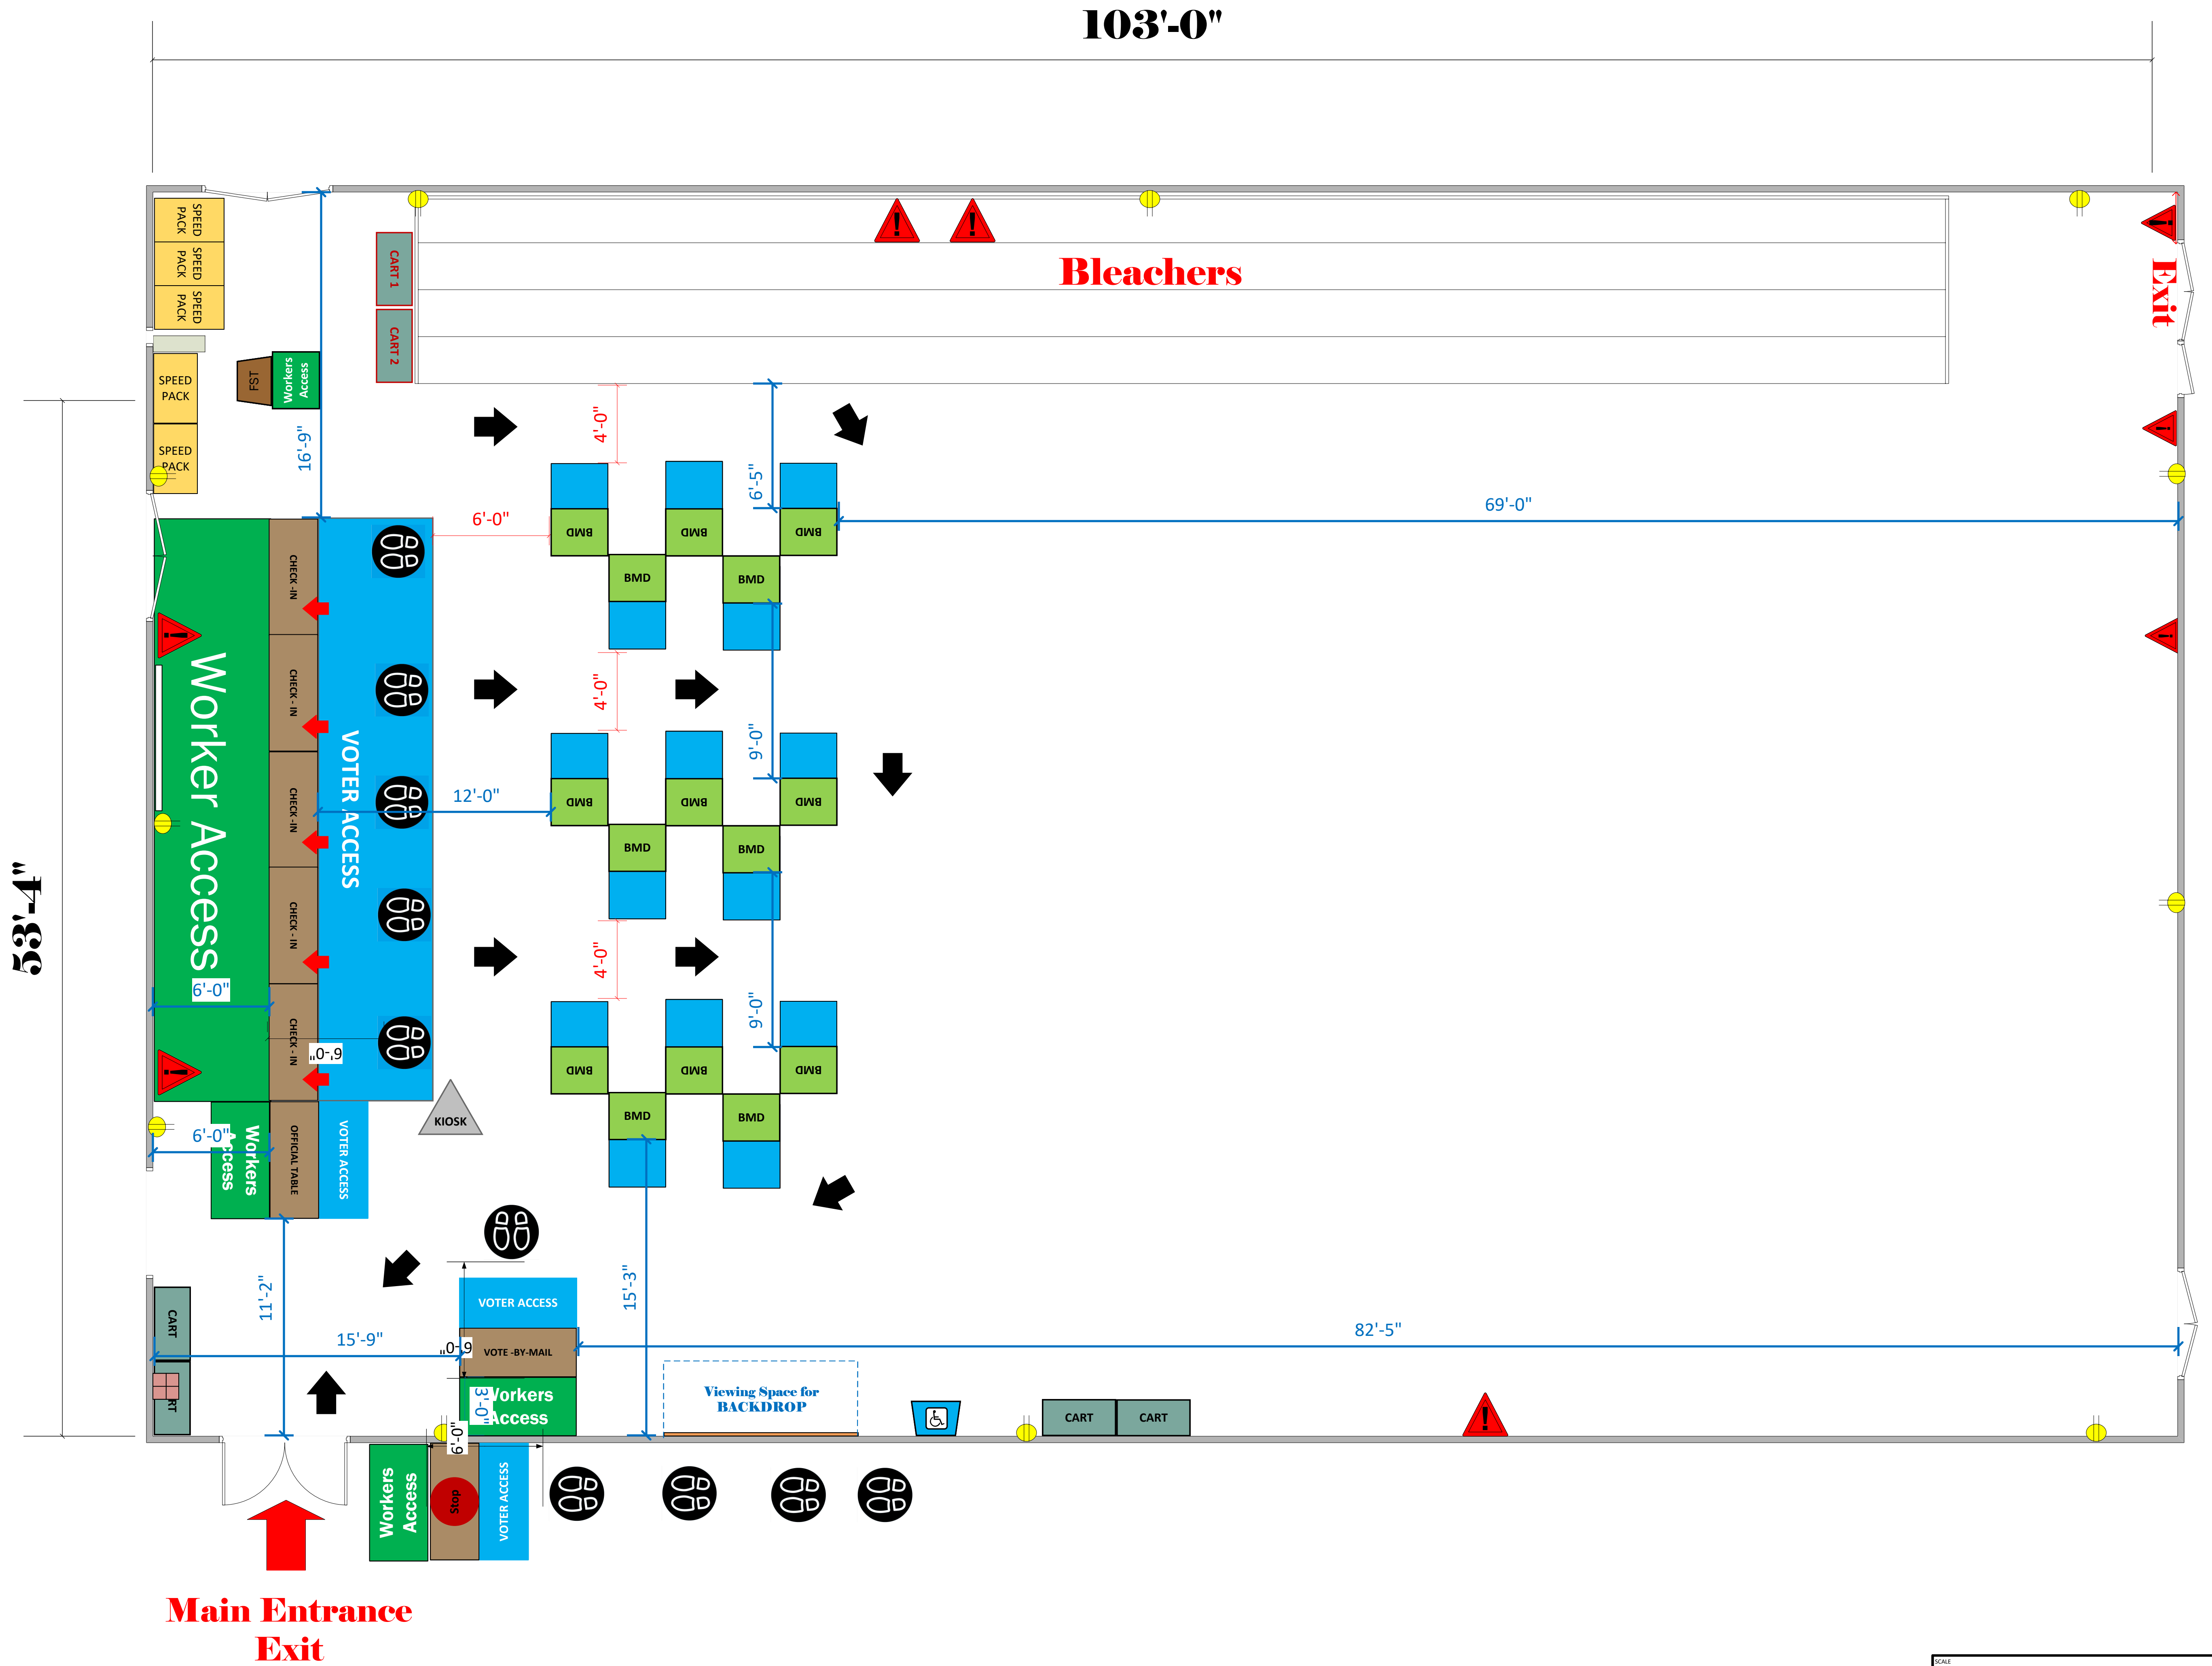 103'-0"
53'-4"
SPEED
PACK
SPEED
PACK
SPEED
PACK
SPEED
PACK
SPEED
PACK
FST
Workers
Access
16'-9"
CART 1
CART 2
Bleachers
Exit
4'-0"
6'-5"
69'-0"
6'-0"
BMD
BMD
BMD
BMD
BMD
4'-0"
9'-0"
12'-0"
BMD
BMD
BMD
BMD
BMD
4'-0"
9'-0"
BMD
BMD
BMD
BMD
BMD
Worker Access
CHECK -IN
CHECK - IN
CHECK -IN
CHECK - IN
CHECK - IN
VOTER ACCESS
6'-0"
6'-0"
KIOSK
6'-0"
Workers
Access
OFFICIAL TABLE
VOTER ACCESS
11'-2"
15'-3"
CART
RT
15'-9"
VOTER ACCESS
6'-0"
VOTE -BY-MAIL
82'-5"
3'-0"
Workers
Access
Viewing Space for
BACKDROP
CART
CART
6'-0"
Workers
Access
Stop
VOTER ACCESS
Main Entrance
Exit
SCALE